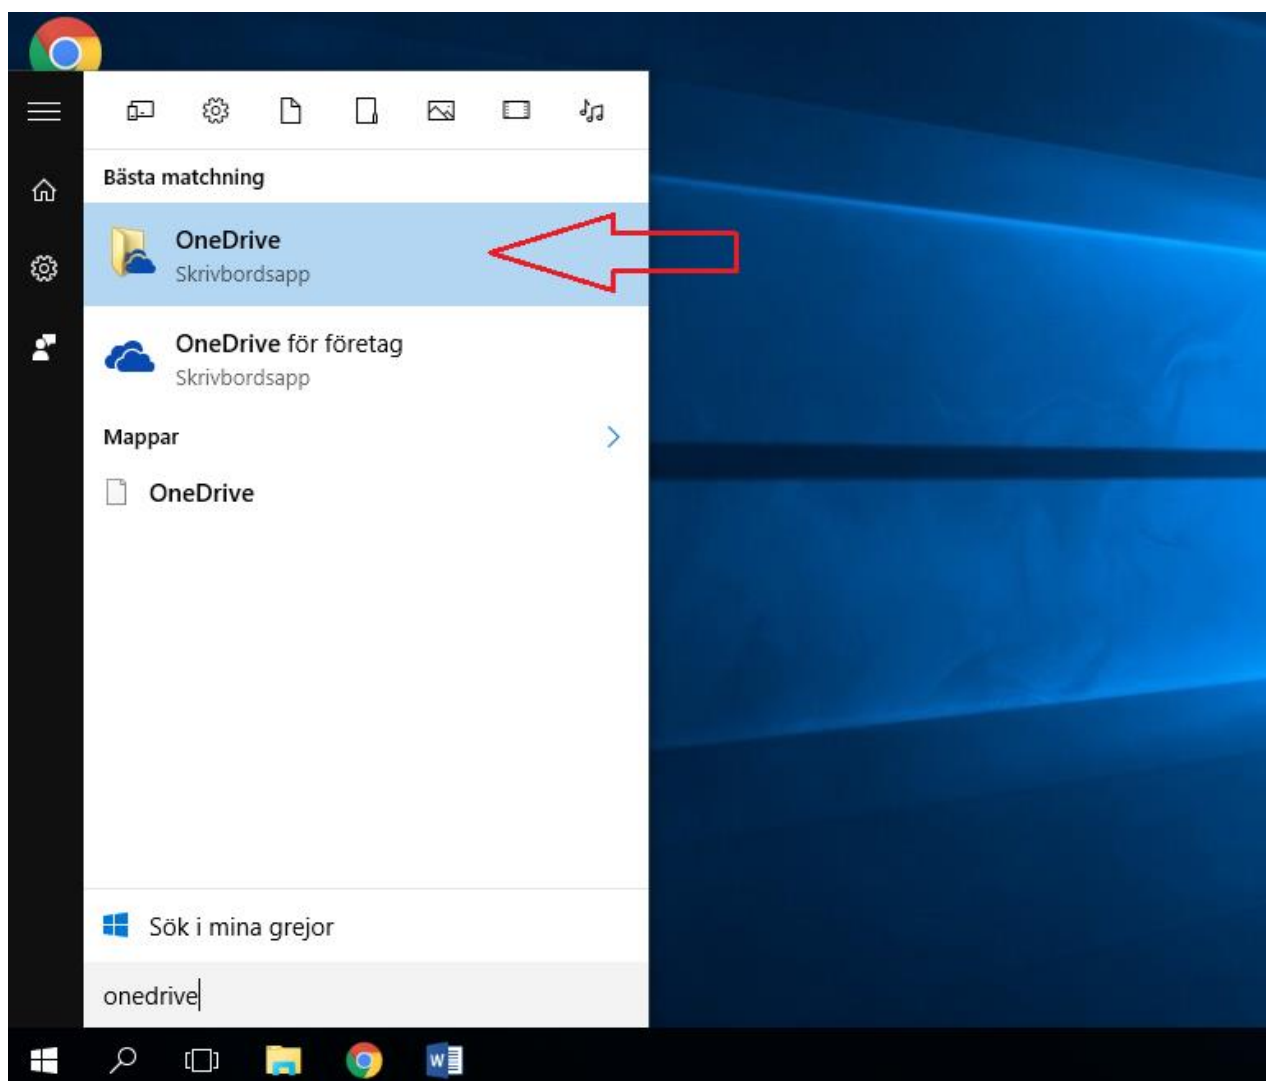 Bästa matchning
OneDrive
Skrivbordsapp
OneDrive för företag
Skrivbordsapp
Mappar
OneDrive
Sök i mina grejor
onedrive
W